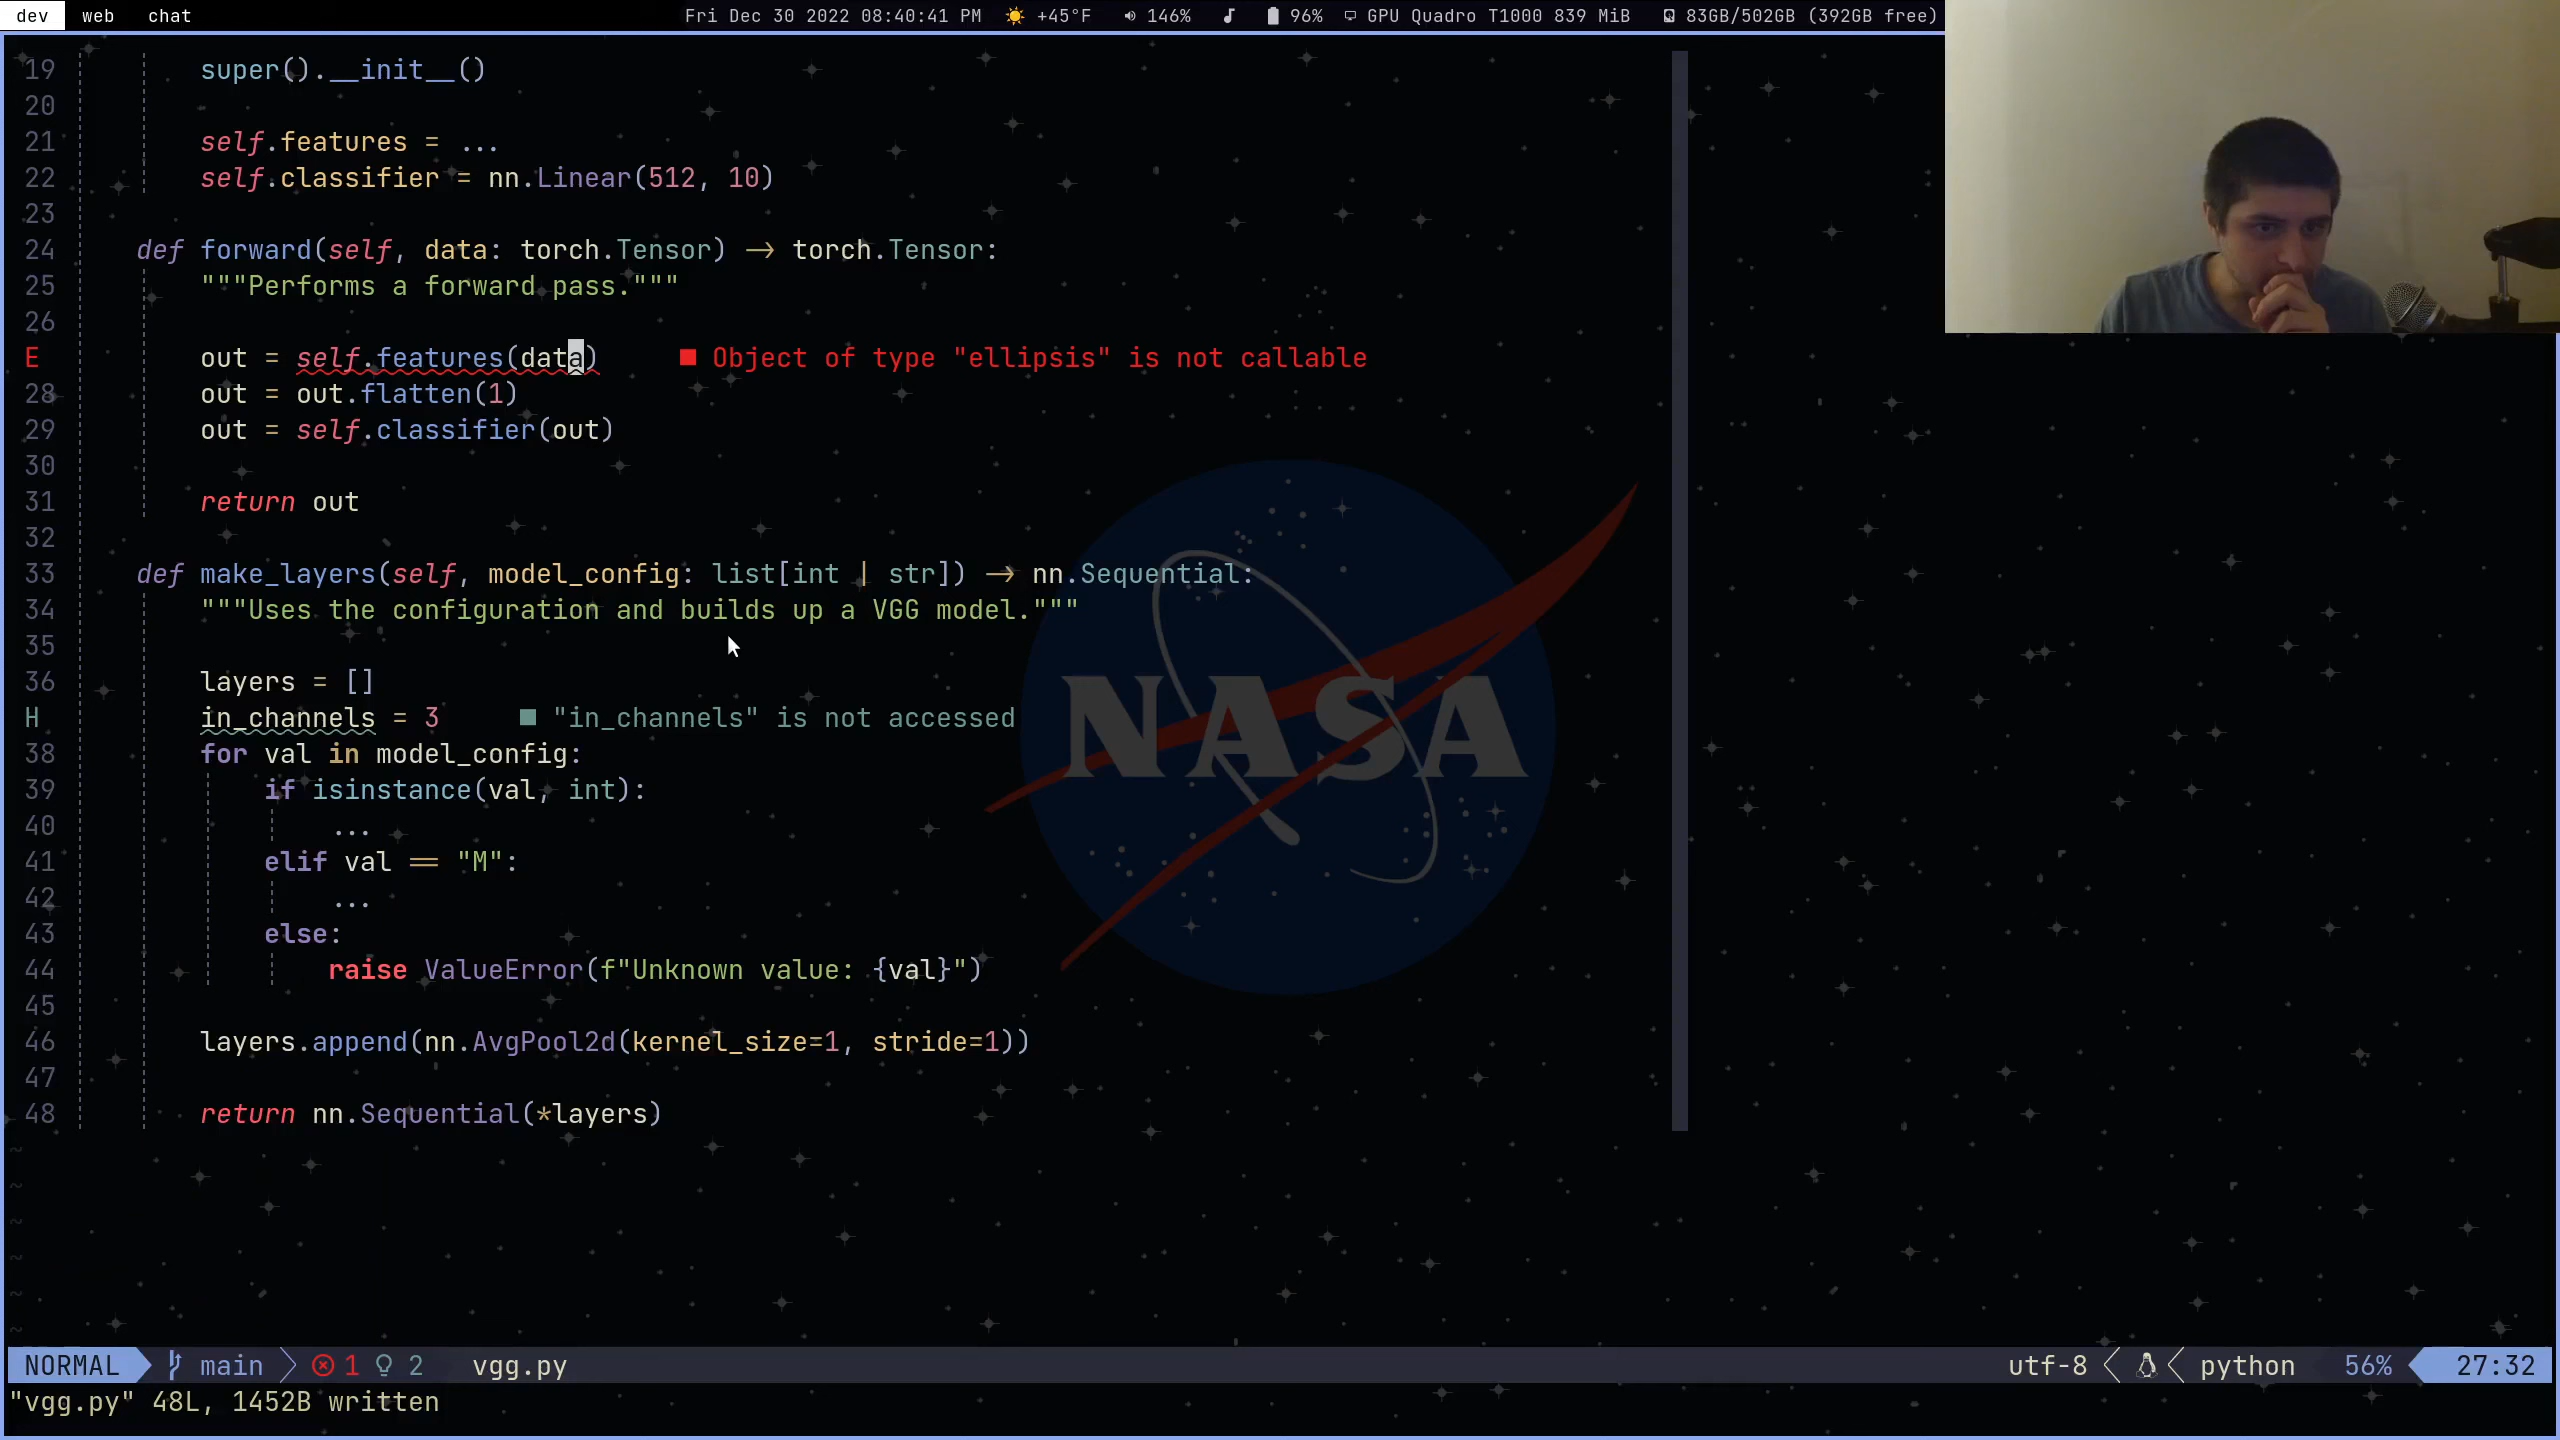 dev web chat Fri Dec 30 2022 08:40:41 PM +45°F 146% 96% GPU Quadro T1000 839 MiB 83GB/502GB (392GB free)
19 super().__init__()
20
21 self.features = ...
22 self.classifier = nn.Linear(512, 10)
23
24 def forward(self, data: torch.Tensor) → torch.Tensor:
25 """Performs a forward pass."""
26
E out = self.features(data) ■ Object of type "ellipsis" is not callable
28 out = out.flatten(1)
29 out = self.classifier(out)
30
31 return out
32
33 def make_layers(self, model_config: list[int | str]) → nn.Sequential:
34 """Uses the configuration and builds up a VGG model."""
35
36 layers = []
H in_channels = 3 ■ "in_channels" is not accessed
38 for val in model_config:
39 if isinstance(val, int):
40 ...
41 elif val == "M":
42 ...
43 else:
44 raise ValueError(f"Unknown value: {val}")
45
46 layers.append(nn.AvgPool2d(kernel_size=1, stride=1))
47
48 return nn.Sequential(*layers)
~
~
~
~
~
~
NASA
NORMAL main 1 2 vgg.py utf-8 python 56% 27:32
"vgg.py" 48L, 1452B written